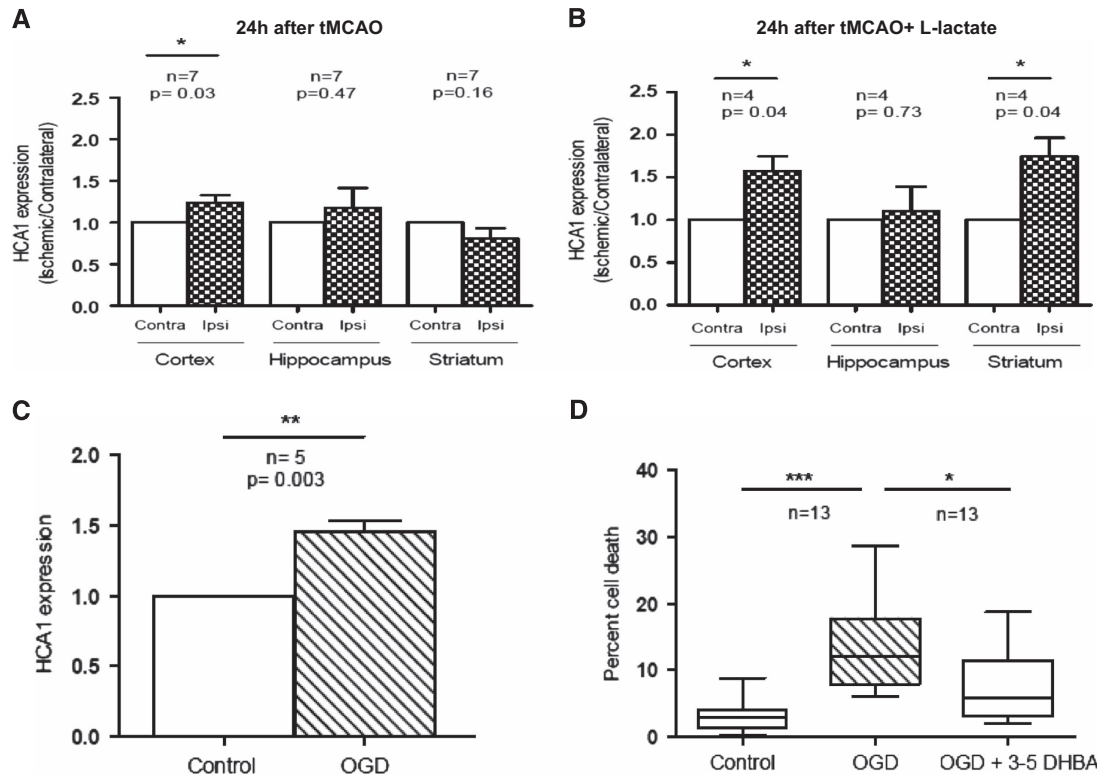 A
24h after tMCAO
*
n=7
p= 0.03
n=7
p=0.47
n=7
p=0.16
HCA1 expression
(Ischemic/Contralateral)
2.5
2.0
1.5
1.0
0.5
0.0
Contra Ipsi Contra Ipsi Contra Ipsi
Cortex Hippocampus Striatum
B
24h after tMCAO+ L-lactate
*
*
n=4
p= 0.04
n=4
p= 0.73
n=4
p= 0.04
HCA1 expression
(Ischemic/Contralateral)
2.5
2.0
1.5
1.0
0.5
0.0
Contra Ipsi Contra Ipsi Contra Ipsi
Cortex Hippocampus Striatum
C
**
n= 5
p= 0.003
HCA1 expression
2.0
1.5
1.0
0.5
0.0
Control OGD
D
***
*
n=13
n=13
Percent cell death
40
30
20
10
0
Control OGD OGD + 3-5 DHBA